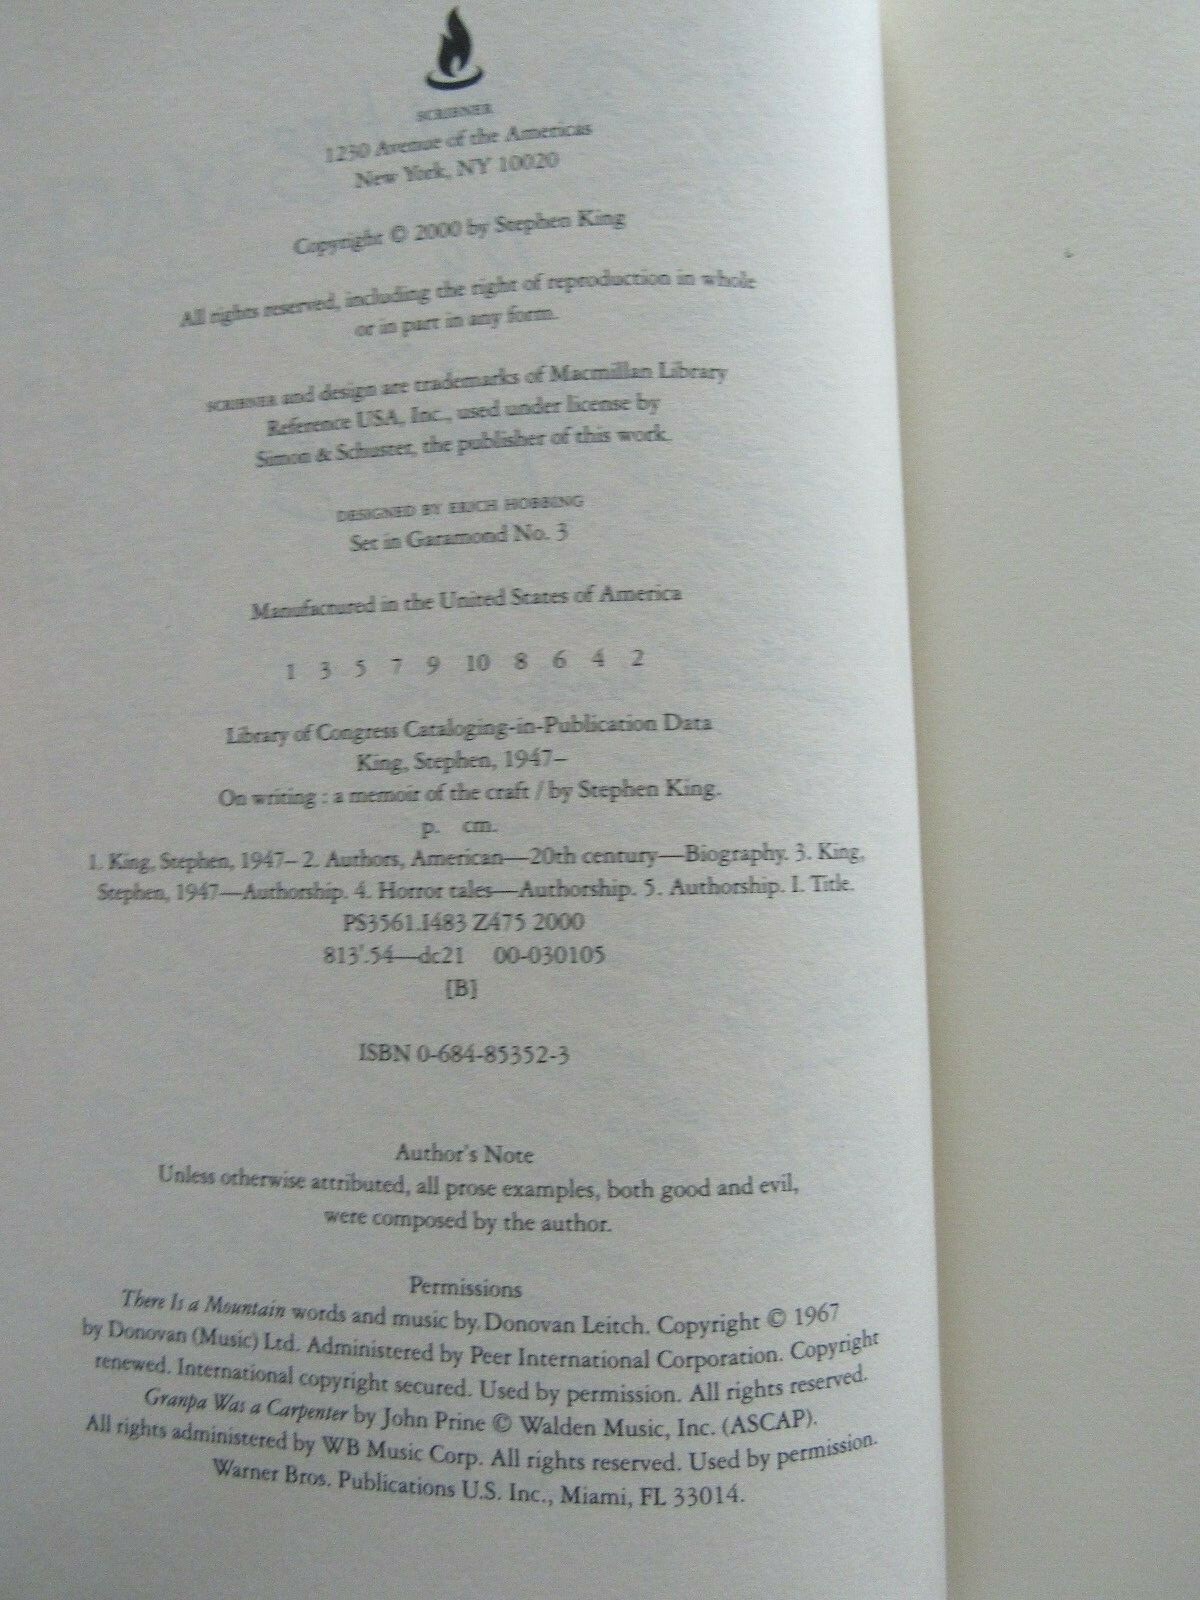 SCRIBNER
1230 Avenue of the Americas
New York, NY 10020
Copyright © 2000 by Stephen King
All rights reserved, including the right of reproduction in whole
or in part in any form.
SCRIBNER and design are trademarks of Macmillan Library
Reference USA, Inc., used under license by
Simon & Schuster, the publisher of this work.
DESIGNED BY ERICH HOBBING
Set in Garamond No. 3
Manufactured in the United States of America
1 3 5 7 9 10 8 6 4 2
Library of Congress Cataloging-in-Publication Data
King, Stephen, 1947–
On writing : a memoir of the craft / by Stephen King.
p. cm.
1. King, Stephen, 1947– 2. Authors, American—20th century—Biography. 3. King,
Stephen, 1947—Authorship. 4. Horror tales—Authorship. 5. Authorship. I. Title.
PS3561.I483 Z475 2000
813'.54—dc21 00-030105
[B]
ISBN 0-684-85352-3
Author's Note
Unless otherwise attributed, all prose examples, both good and evil,
were composed by the author.
Permissions
There Is a Mountain words and music by Donovan Leitch. Copyright © 1967
by Donovan (Music) Ltd. Administered by Peer International Corporation. Copyright
renewed. International copyright secured. Used by permission. All rights reserved.
Granpa Was a Carpenter by John Prine © Walden Music, Inc. (ASCAP).
All rights administered by WB Music Corp. All rights reserved. Used by permission.
Warner Bros. Publications U.S. Inc., Miami, FL 33014.